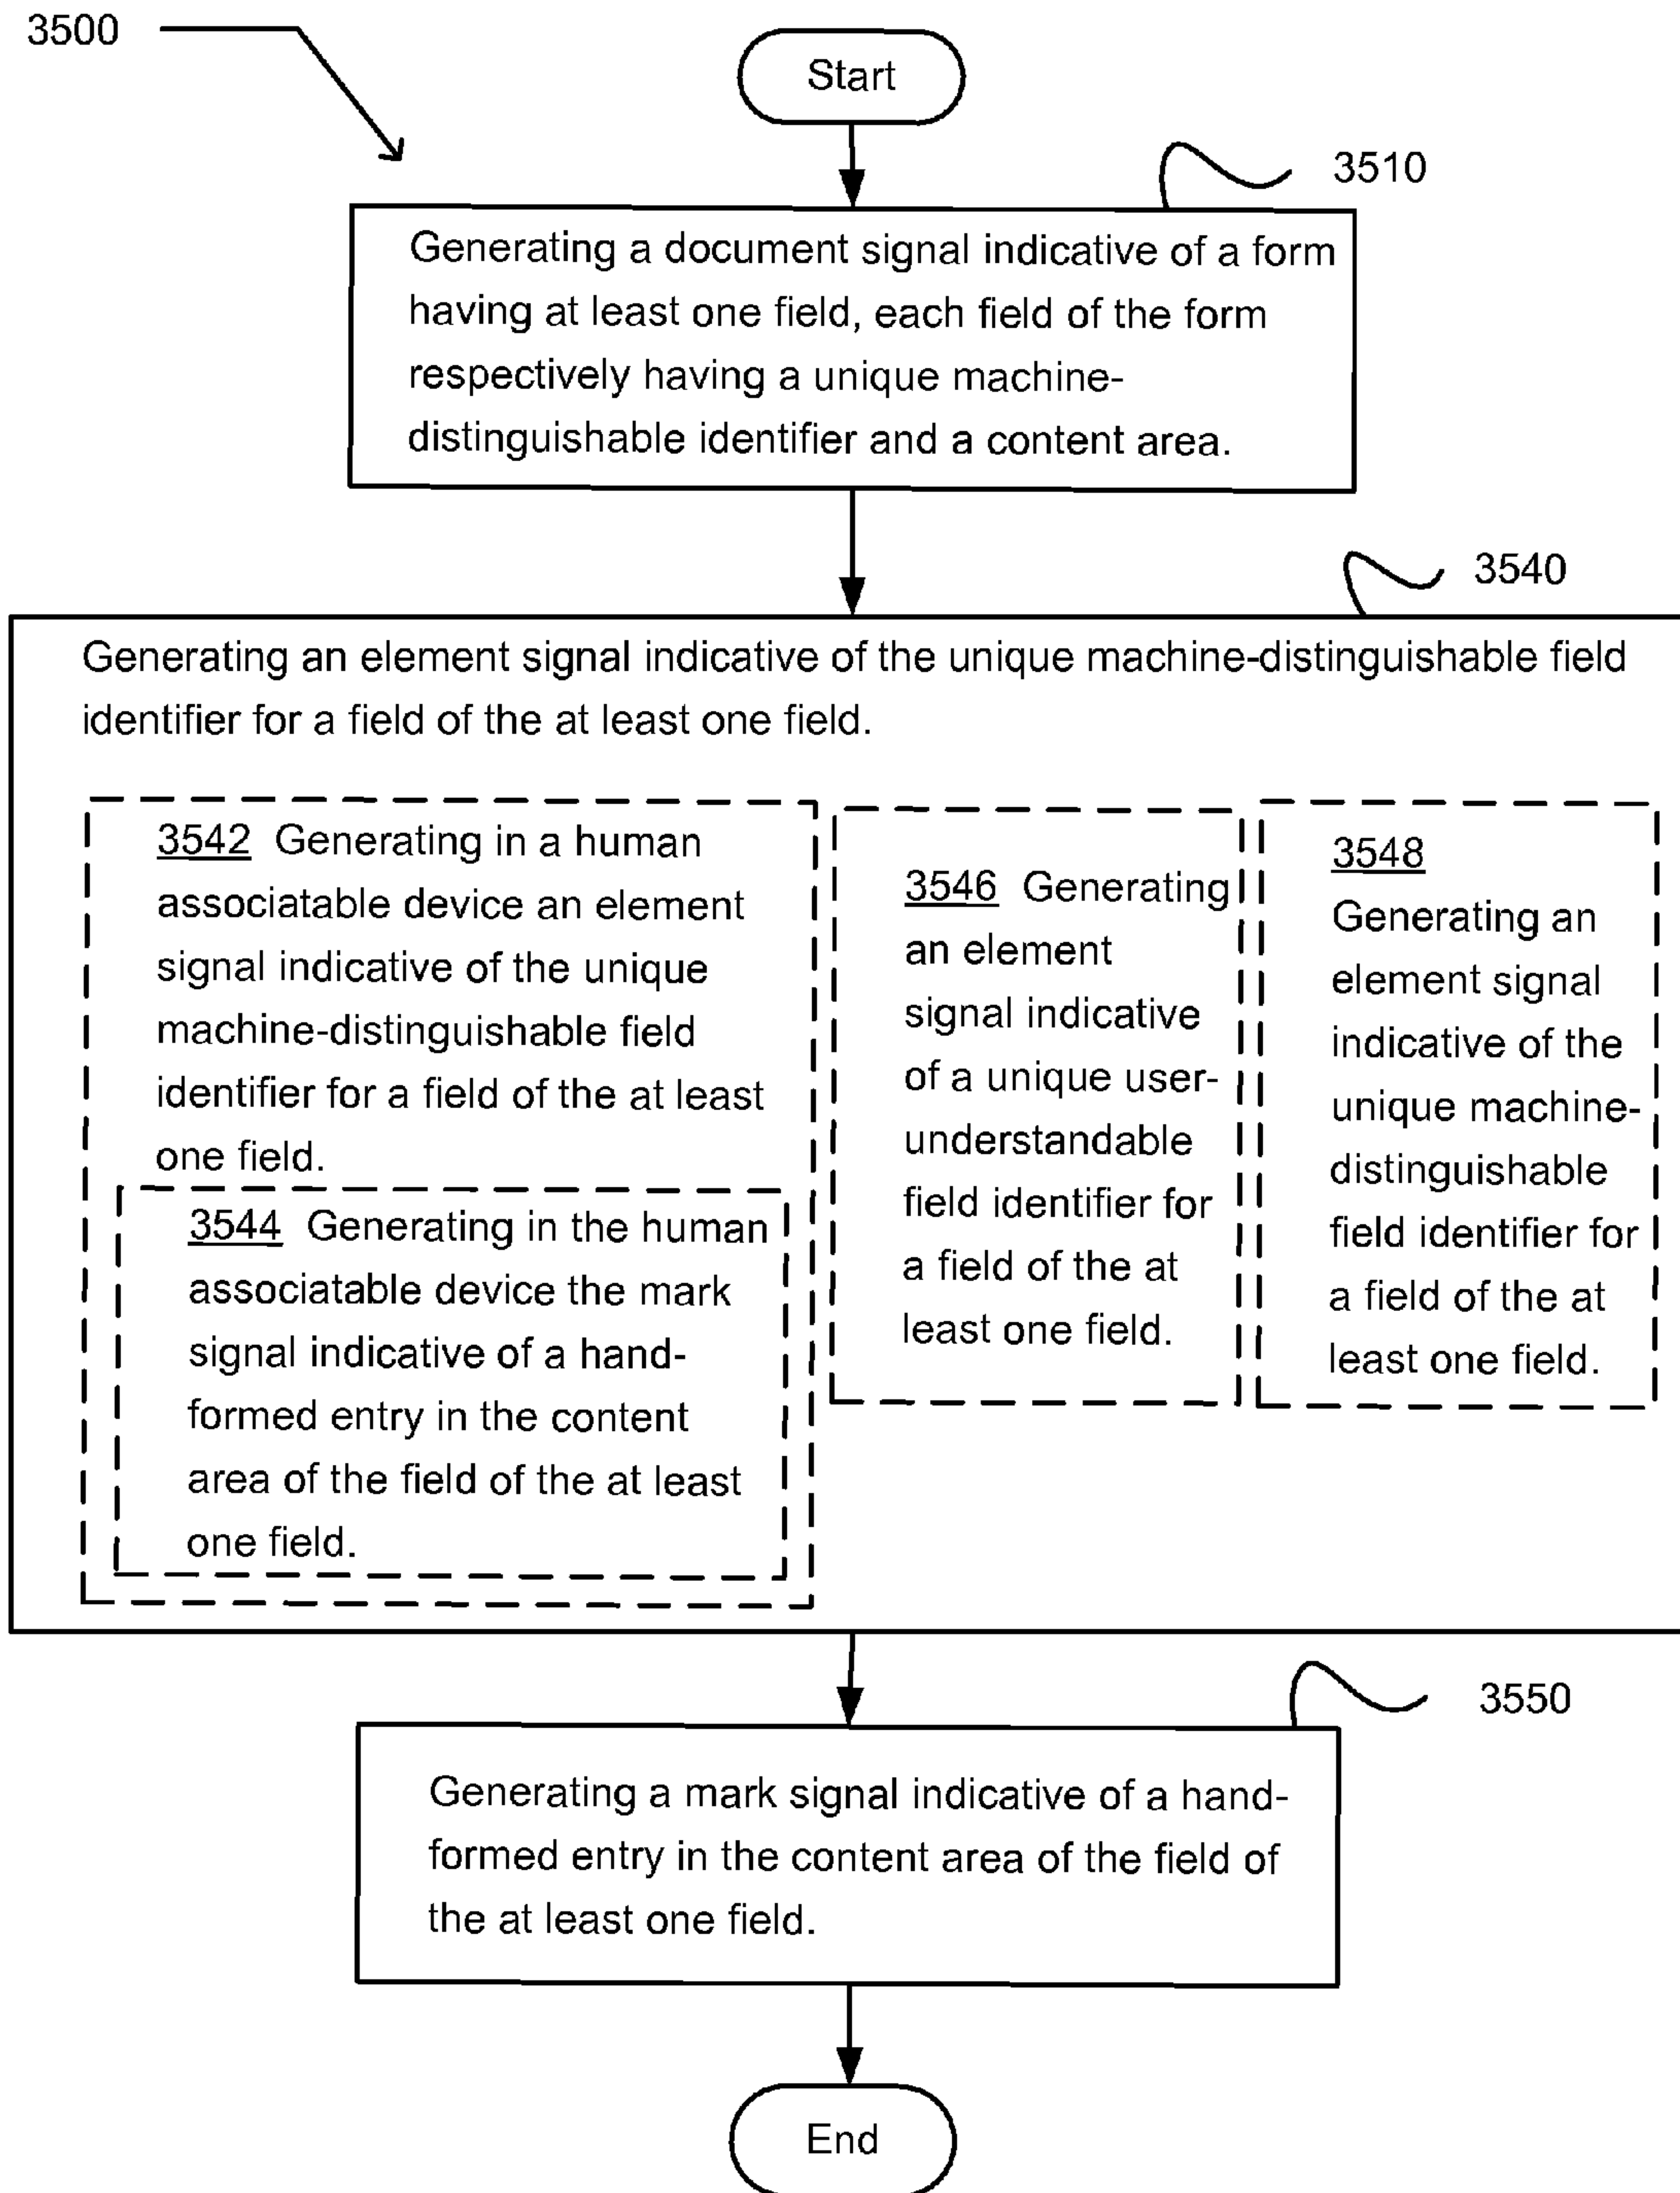 3500
Start
3510
Generating a document signal indicative of a form
having at least one field, each field of the form
respectively having a unique machine-
distinguishable identifier and a content area.
3540
Generating an element signal indicative of the unique machine-distinguishable field
identifier for a field of the at least one field.
3542 Generating in a human
associatable device an element
signal indicative of the unique
machine-distinguishable field
identifier for a field of the at least
one field.
3544 Generating in the human
associatable device the mark
signal indicative of a hand-
formed entry in the content
area of the field of the at least
one field.
3546 Generating
an element
signal indicative
of a unique user-
understandable
field identifier for
a field of the at
least one field.
3548
Generating an
element signal
indicative of the
unique machine-
distinguishable
field identifier for
a field of the at
least one field.
3550
Generating a mark signal indicative of a hand-
formed entry in the content area of the field of
the at least one field.
End